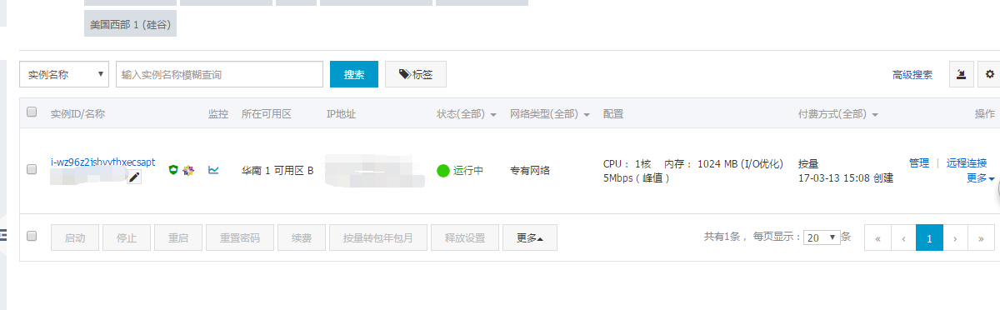 美国西部 1 (硅谷)
实例名称 输入实例名称模糊查询 搜索 标签 高级搜索
实例ID/名称 监控 所在可用区 IP地址 状态(全部) 网络类型(全部) 配置 付费方式(全部) 操作
华南 1 可用区 B 运行中 专有网络
CPU： 1核 内存： 1024 MB (I/O优化)
5Mbps ( 峰值 )
按量
17-03-13 15:08 创建
管理 | 远程连接
更多
启动 停止 重启 重置密码 续费 按量转包年包月 释放设置 更多 共有1条， 每页显示： 20 条 « ‹ 1 › »